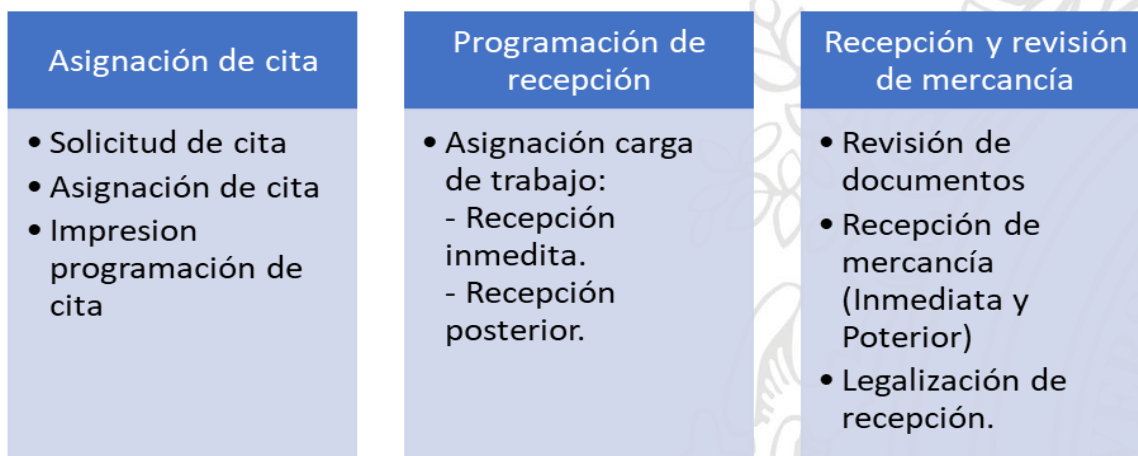 Asignación de cita
• Solicitud de cita
• Asignación de cita
• Impresion
programación de
cita
Programación de
recepción
• Asignación carga
de trabajo:
- Recepción
inmedita.
- Recepción
posterior.
Recepción y revisión
de mercancía
• Revisión de
documentos
• Recepción de
mercancía
(Inmediata y
Poterior)
• Legalización de
recepción.